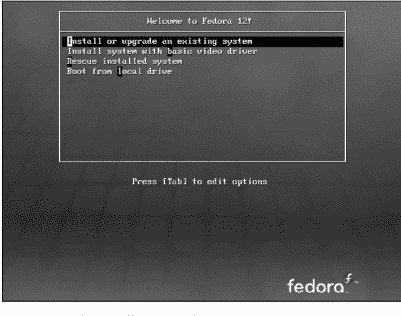 Welcome to Fedora 12!
Install or upgrade an existing system
Install system with basic video driver
Rescue installed system
Boot from local drive
Press [Tab] to edit options
fedora